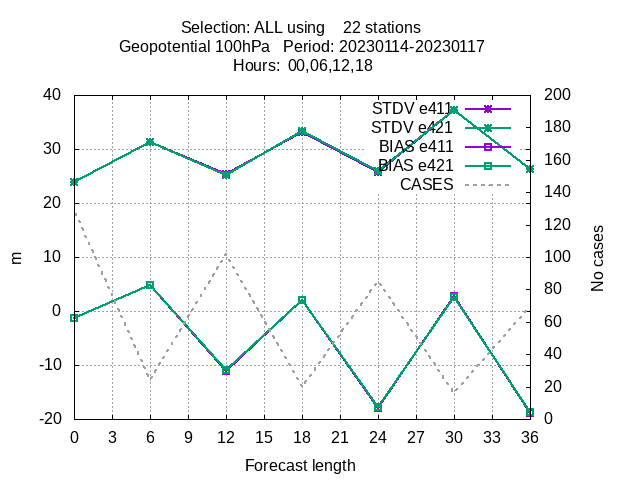 Selection: ALL using    22 stations
Geopotential 100hPa   Period: 20230114-20230117
Hours:  00,06,12,18
40
30
20
10
0
-10
-20
m
200
180
160
140
120
100
80
60
40
20
0
No cases
STDV e411
STDV e421
BIAS e411
BIAS e421
CASES
0 3 6 9 12 15 18 21 24 27 30 33 36
Forecast length